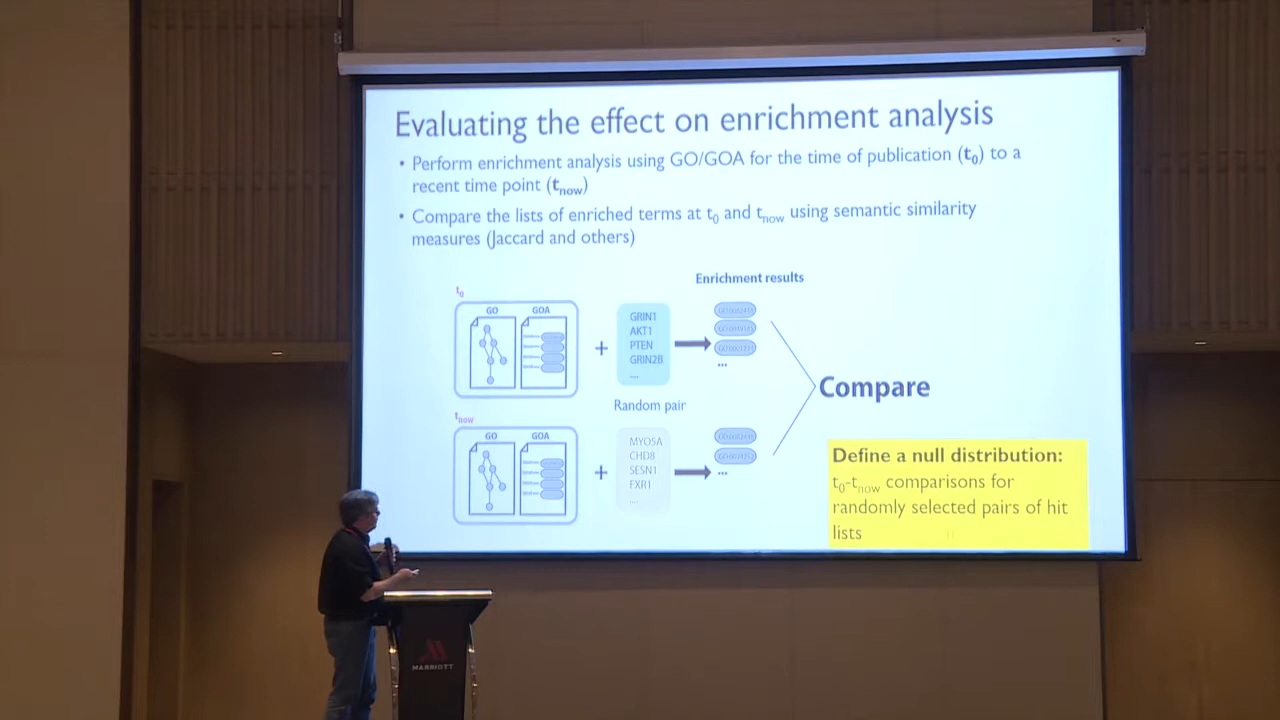 Evaluating the effect on enrichment analysis
• Perform enrichment analysis using GO/GOA for the time of publication (t0) to a
recent time point (tnow)
• Compare the lists of enriched terms at t0 and tnow using semantic similarity
measures (Jaccard and others)
Enrichment results
t0
GO GOA
+
GRIN1
AKT1
PTEN
GRIN2B
...
...
Compare
Random pair
tnow
GO GOA
+
MYO5A
CHD8
SESN1
FXR1
...
...
Define a null distribution:
t0-tnow comparisons for
randomly selected pairs of hit
lists
MARRIOTT